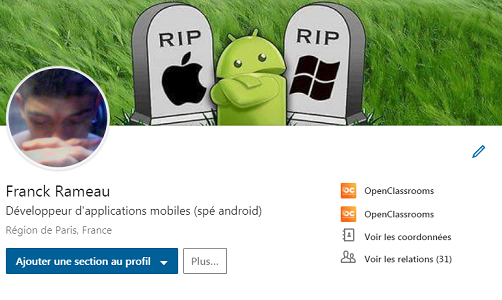 RIP
RIP
Franck Rameau
Développeur d'applications mobiles (spé android)
Région de Paris, France
Ajouter une section au profil
Plus...
OpenClassrooms
OpenClassrooms
Voir les coordonnées
Voir les relations (31)